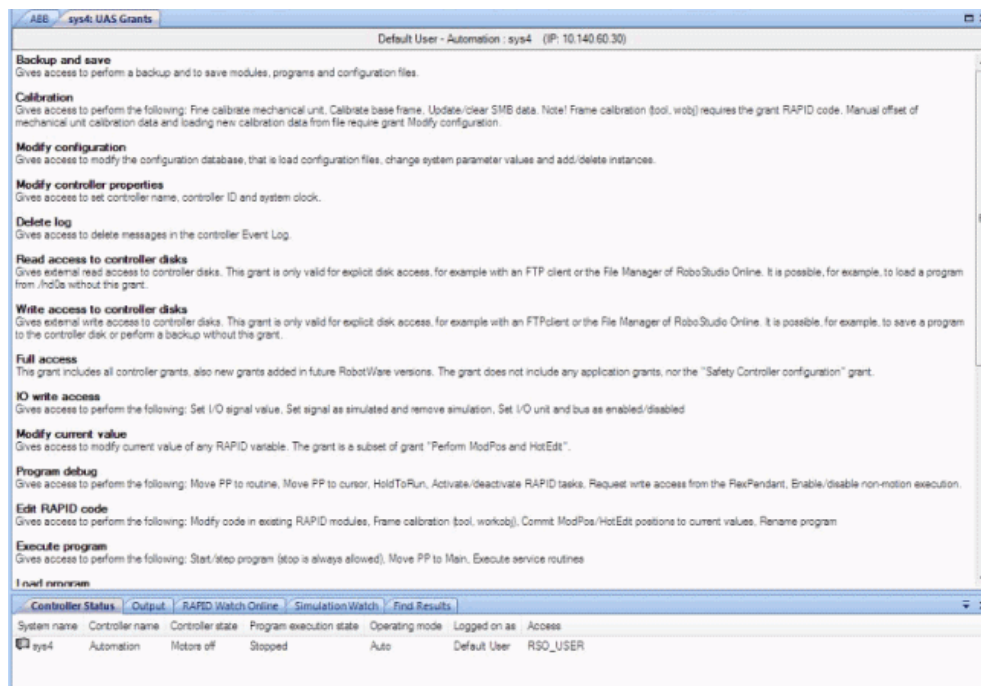 ABB sys4: UAS Grants
Default User - Automation : sys4 (IP: 10.140.60.30)
Backup and save
Gives access to perform a backup and to save modules, programs and configuration files.
Calibration
Gives access to perform the following: Fine calibrate mechanical unit, Calibrate base frame, Update/clear SMB data. Note! Frame calibration (tool, wobj) requires the grant RAPID code. Manual offset of
mechanical unit calibration data and loading new calibration data from file require grant Modify configuration.
Modify configuration
Gives access to modify the configuration database, that is load configuration files, change system parameter values and add/delete instances.
Modify controller properties
Gives access to set controller name, controller ID and system clock.
Delete log
Gives access to delete messages in the controller Event Log.
Read access to controller disks
Gives external read access to controller disks. This grant is only valid for explicit disk access, for example with an FTP client or the File Manager of RoboStudio Online. It is possible, for example, to load a program
from /hd0a without this grant.
Write access to controller disks
Gives external write access to controller disks. This grant is only valid for explicit disk access, for example with an FTPclient or the File Manager of RoboStudio Online. It is possible, for example, to save a program
to the controller disk or perform a backup without this grant.
Full access
This grant includes all controller grants, also new grants added in future RobotWare versions. The grant does not include any application grants, nor the "Safety Controller configuration" grant.
IO write access
Gives access to perform the following: Set I/O signal value, Set signal as simulated and remove simulation, Set I/O unit and bus as enabled/disabled
Modify current value
Gives access to modify current value of any RAPID variable. The grant is a subset of grant "Perform ModPos and HotEdit".
Program debug
Gives access to perform the following: Move PP to routine, Move PP to cursor, HoldToRun, Activate/deactivate RAPID tasks, Request write access from the FlexPendant, Enable/disable non-motion execution.
Edit RAPID code
Gives access to perform the following: Modify code in existing RAPID modules, Frame calibration (tool, workobj), Commit ModPos/HotEdit positions to current values, Rename program
Execute program
Gives access to perform the following: Start/step program (stop is always allowed), Move PP to Main, Execute service routines
Load program
Controller Status Output RAPID Watch Online Simulation Watch Find Results
System name Controller name Controller state Program execution state Operating mode Logged on as Access
sys4 Automation Motors off Stopped Auto Default User RSO_USER